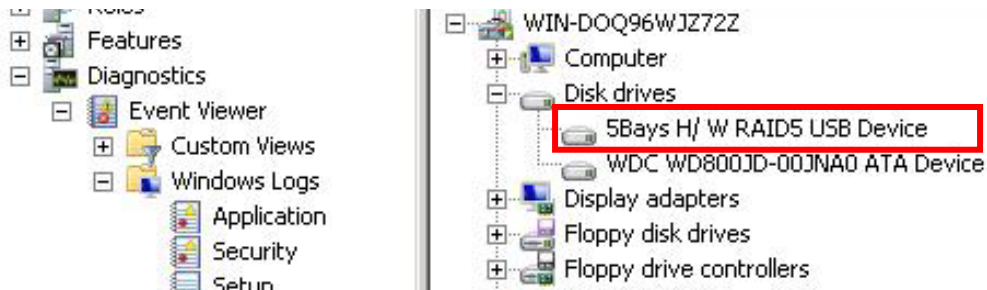 Roles
Features
Diagnostics
Event Viewer
Custom Views
Windows Logs
Application
Security
Setup
WIN-DOQ96WJZ72Z
Computer
Disk drives
5Bays H/ W RAID5 USB Device
WDC WD800JD-00JNA0 ATA Device
Display adapters
Floppy disk drives
Floppy drive controllers